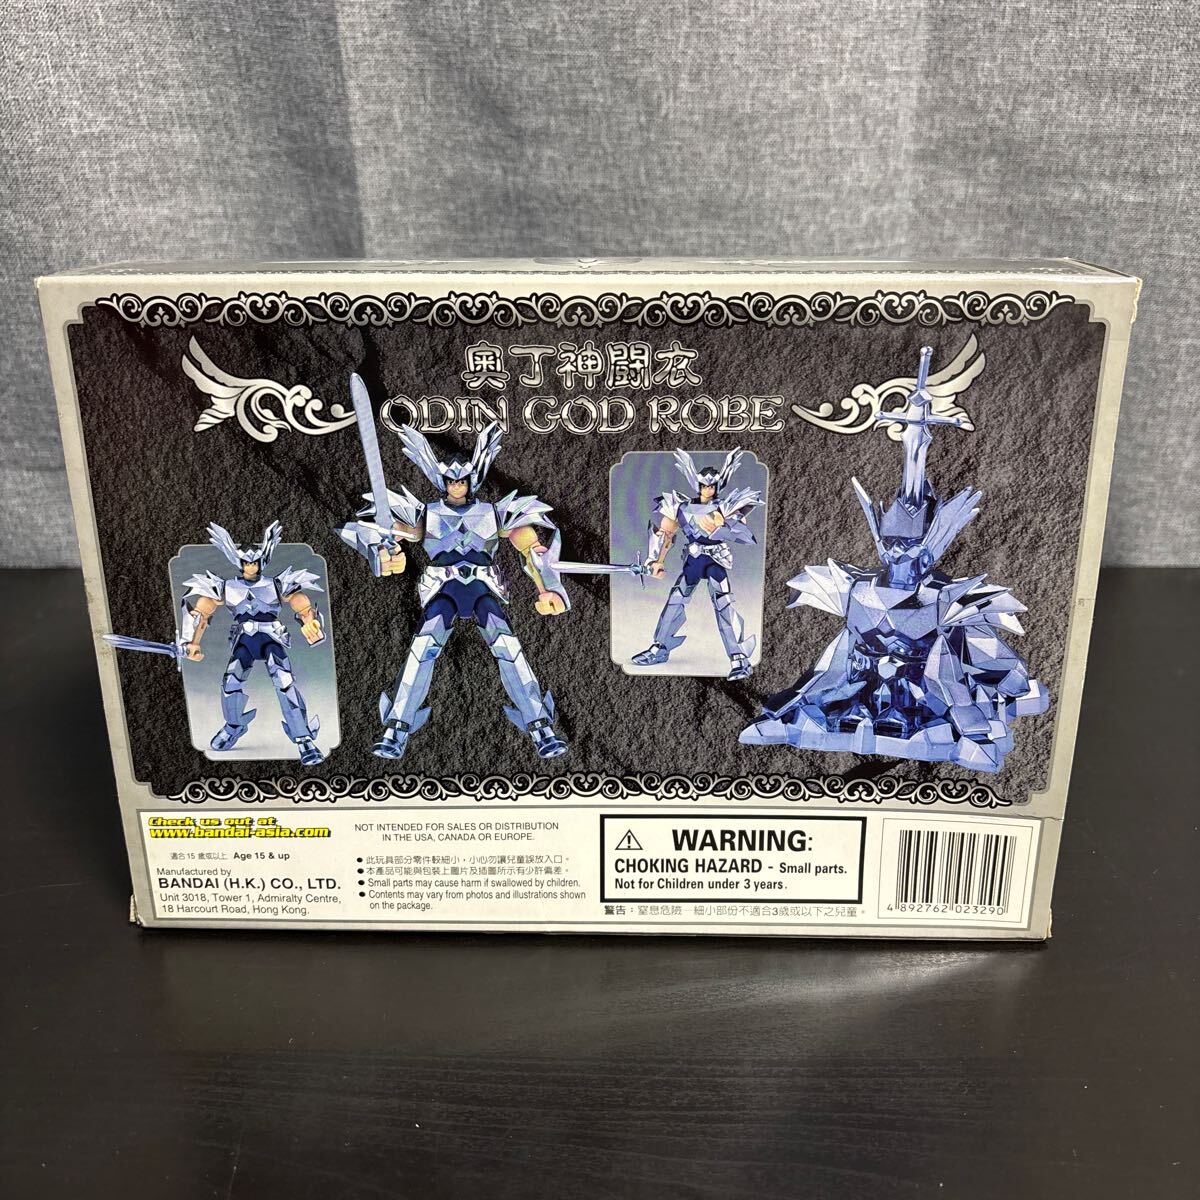 奧丁神鬪衣
ODIN GOD ROBE
Check us out at
www.bandai-asia.com
適合15歲或以上 Age 15 & up
Manufactured by
BANDAI (H.K.) CO., LTD.
Unit 3018, Tower 1, Admiralty Centre,
18 Harcourt Road, Hong Kong.
NOT INTENDED FOR SALES OR DISTRIBUTION
IN THE USA, CANADA OR EUROPE.
● 此玩具部分零件較細小,小心勿讓兒童誤放入口。
● 本產品可能與包裝上圖片及插圖所示有少許偏差。
● Small parts may cause harm if swallowed by children.
● Contents may vary from photos and illustrations shown
on the package.
WARNING:
CHOKING HAZARD - Small parts.
Not for Children under 3 years.
警告:窒息危險—細小部份不適合3歲或以下之兒童。
4 892762 023290